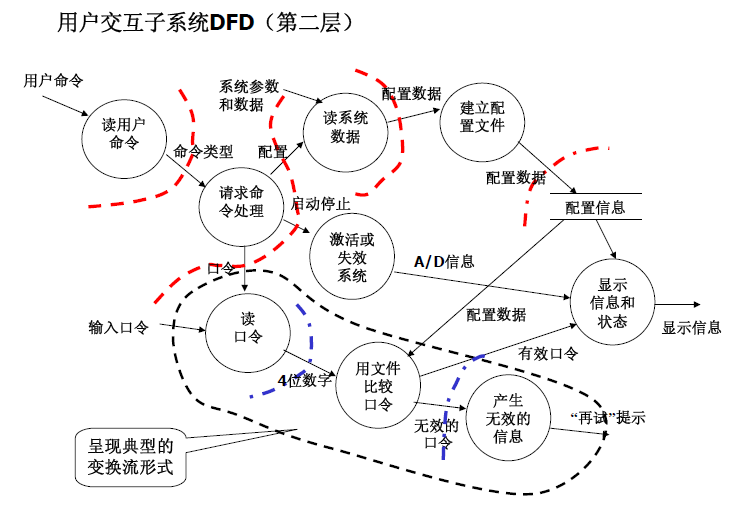 用户交互子系统DFD（第二层）
用户命令
系统参数
和数据
配置数据
读用户
命令
读系统
数据
建立配
置文件
命令类型
配置
配置数据
请求命
令处理
启动停止
配置信息
激活或
失效
系统
A/D信息
口令
显示
信息和
状态
输入口令
读
口令
配置数据
显示信息
有效口令
4位数字
用文件
比较
口令
产生
无效的
信息
无效的
口令
“再试”提示
呈现典型的
变换流形式